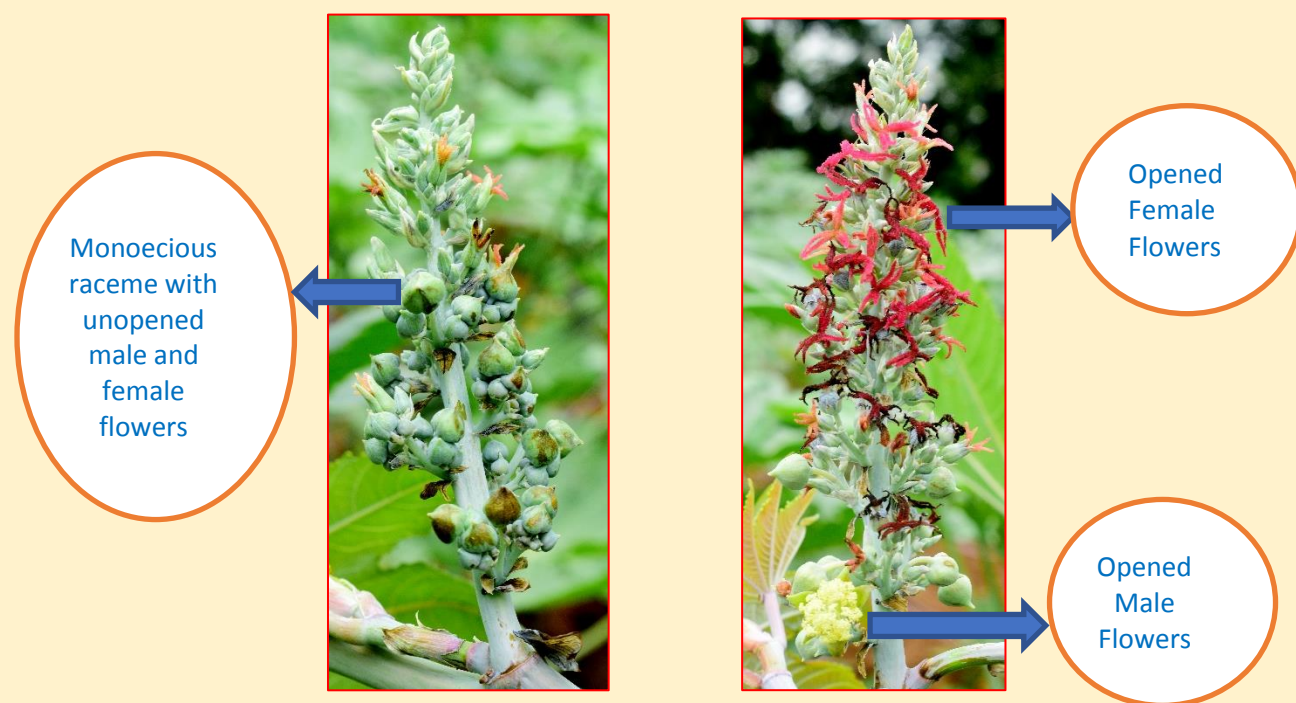 Monoecious
raceme with
unopened
male and
female
flowers
Opened
Female
Flowers
Opened
Male
Flowers